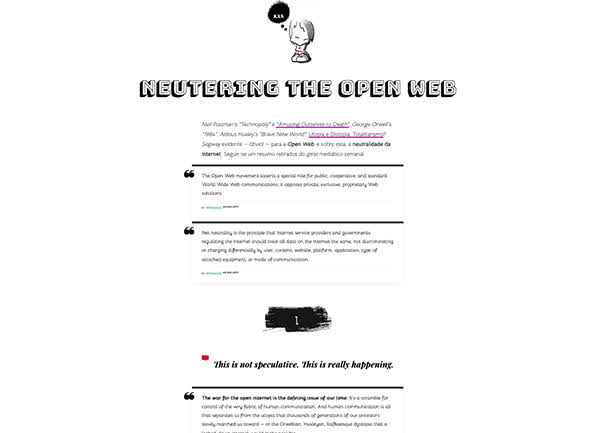 x.x.x
NEUTERING THE OPEN WEB
Neil Postman's "Technopoly" e "Amusing Ourselves to Death", George Orwell's
"1984", Aldous Huxley's "Brave New World". Utopia e Distopia, Totalitarismo?
Segway evidente — óbvio! — para a Open Web e sobre esta, a neutralidade da
internet. Segue-se um resumo retirados do great mediático semanal.
The Open Web movement asserts a special role for public, cooperative, and standard
World Wide Web communications; it opposes private, exclusive, proprietary Web
solutions.
Net neutrality is the principle that Internet service providers and governments
regulating the Internet should treat all data on the Internet the same, not discriminating
or charging differentially by user, content, website, platform, application, type of
attached equipment, or mode of communication.
1
This is not speculative. This is really happening.
The war for the open internet is the defining issue of our time. It's a scramble for
control of the very fabric of human communication. And human communication is all
that separates us from the utopia that thousands of generations of our ancestors
slowly marched us toward — or the Orwellian, Huxleyan, Kafkaesque dystopia that a